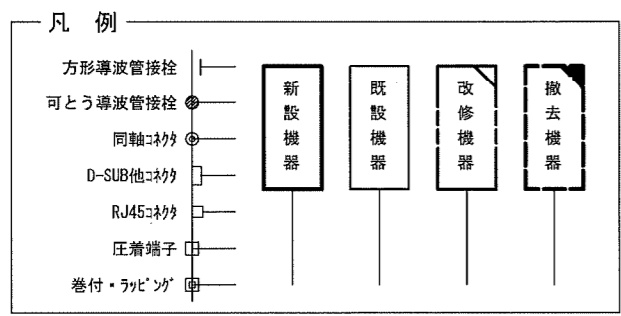 凡 例
方形導波管接栓
可とう導波管接栓
同軸ｺﾈｸﾀ
D-SUB他ｺﾈｸﾀ
RJ45ｺﾈｸﾀ
圧着端子
巻付・ﾗｯﾋﾟﾝｸﾞ
新設機器
既設機器
改修機器
撤去機器